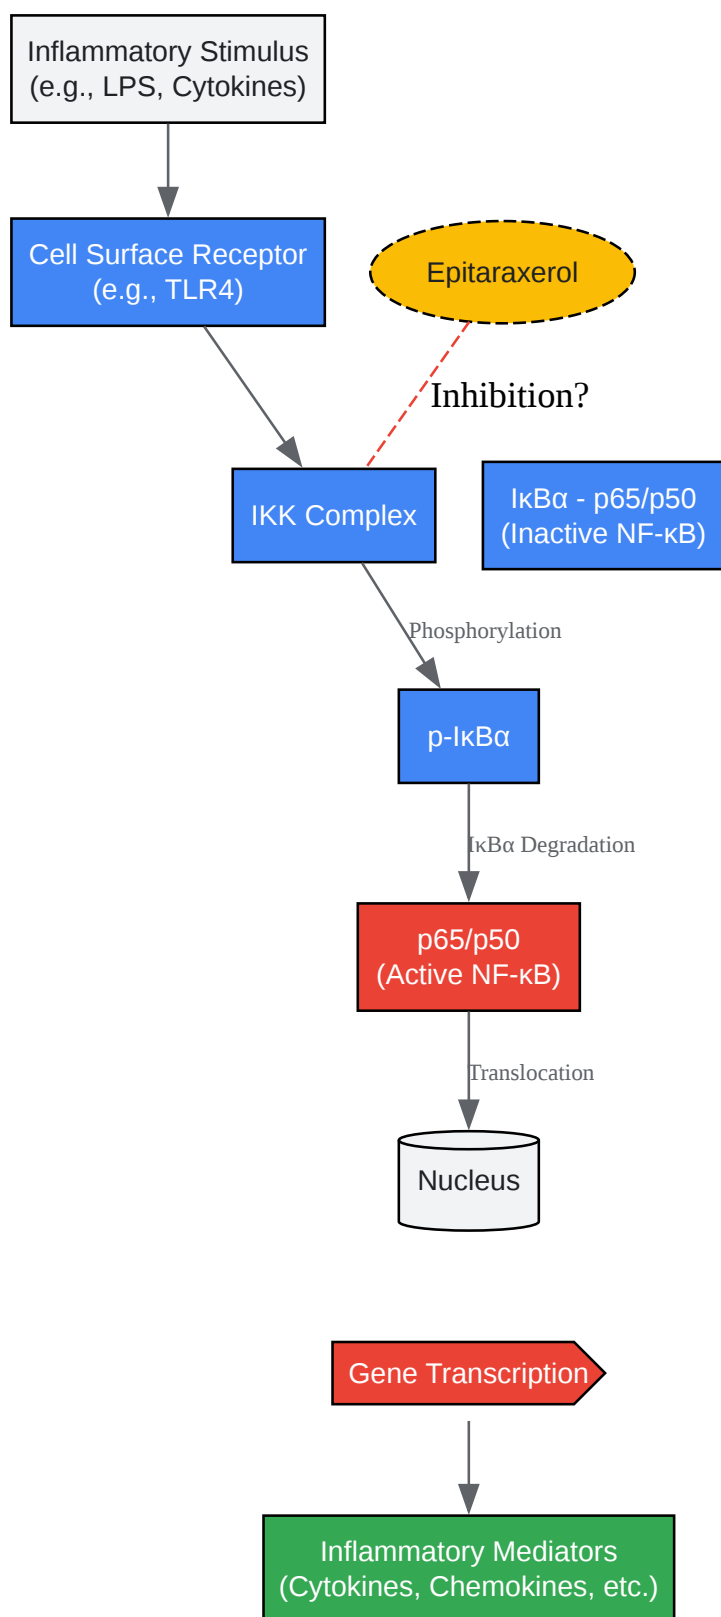 Inflammatory Stimulus
(e.g., LPS, Cytokines)
Cell Surface Receptor
(e.g., TLR4)
Epitaraxerol
Inhibition?
IKK Complex
IκBα - p65/p50
(Inactive NF-κB)
Phosphorylation
p-IκBα
IκBα Degradation
p65/p50
(Active NF-κB)
Translocation
Nucleus
Gene Transcription
Inflammatory Mediators
(Cytokines, Chemokines, etc.)